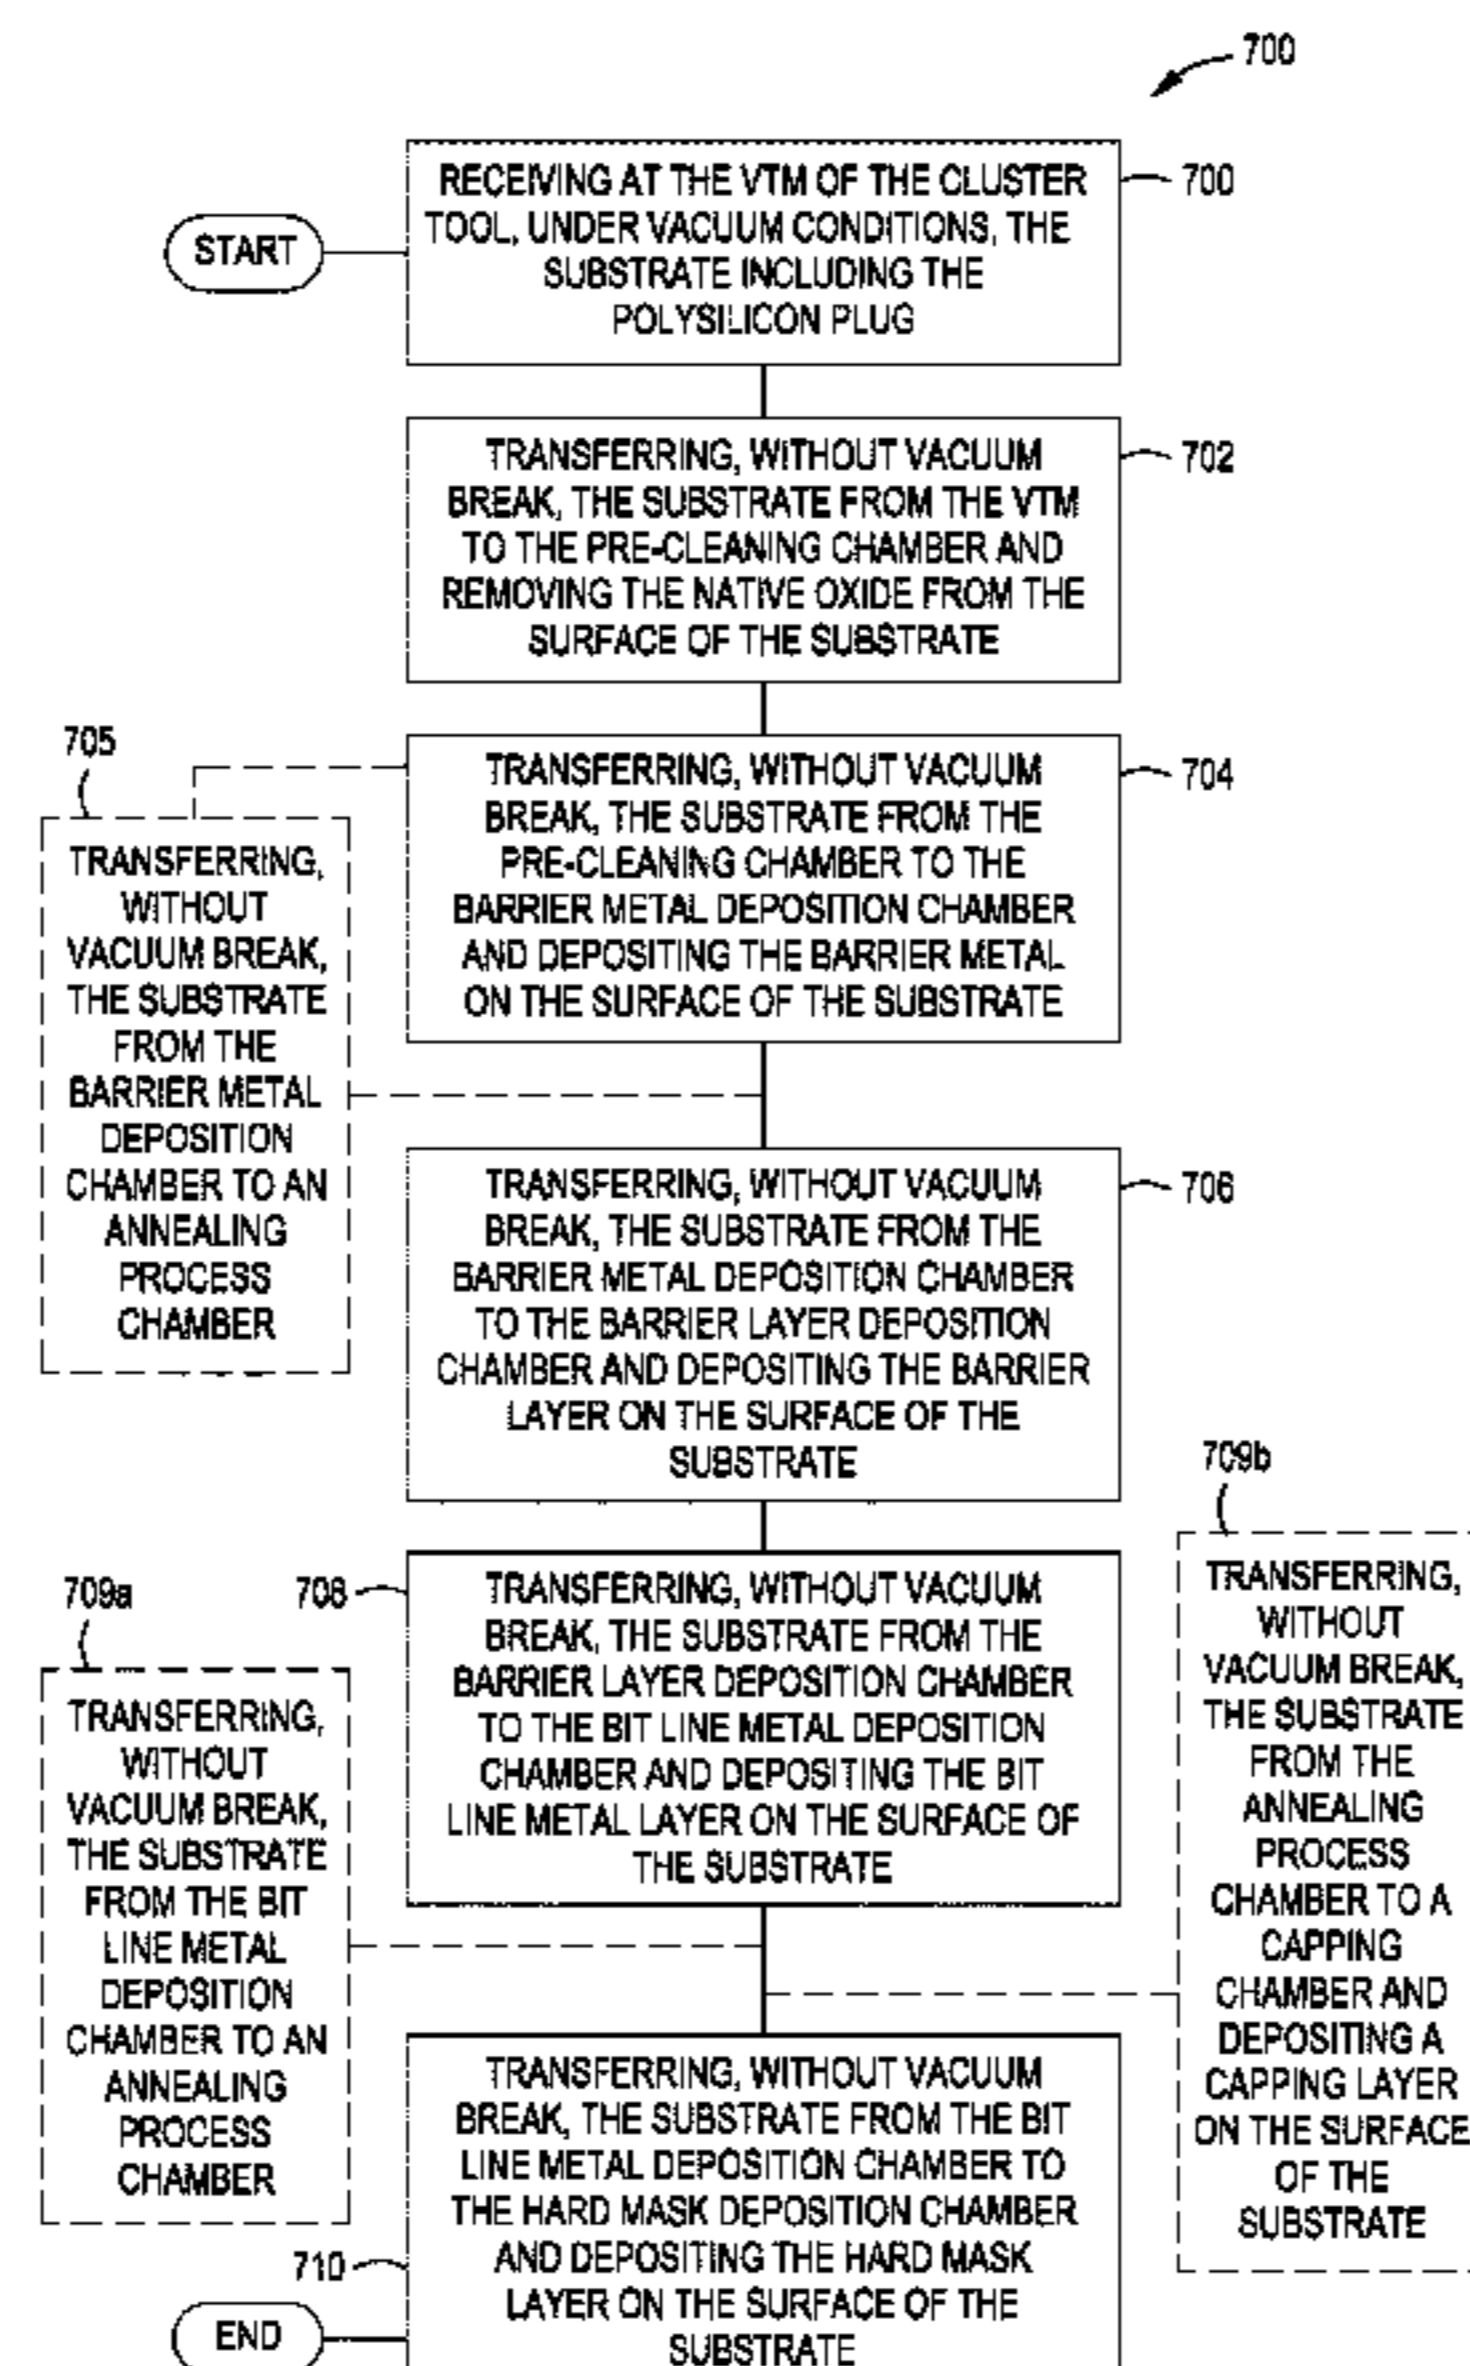 700
START
RECEIVING AT THE VTM OF THE CLUSTER
TOOL, UNDER VACUUM CONDITIONS, THE
SUBSTRATE INCLUDING THE
POLYSILICON PLUG
700
TRANSFERRING, WITHOUT VACUUM
BREAK, THE SUBSTRATE FROM THE VTM
TO THE PRE-CLEANING CHAMBER AND
REMOVING THE NATIVE OXIDE FROM THE
SURFACE OF THE SUBSTRATE
702
TRANSFERRING, WITHOUT VACUUM
BREAK, THE SUBSTRATE FROM THE
PRE-CLEANING CHAMBER TO THE
BARRIER METAL DEPOSITION CHAMBER
AND DEPOSITING THE BARRIER METAL
ON THE SURFACE OF THE SUBSTRATE
704
705
TRANSFERRING,
WITHOUT
VACUUM BREAK,
THE SUBSTRATE
FROM THE
BARRIER METAL
DEPOSITION
CHAMBER TO AN
ANNEALING
PROCESS
CHAMBER
TRANSFERRING, WITHOUT VACUUM
BREAK, THE SUBSTRATE FROM THE
BARRIER METAL DEPOSITION CHAMBER
TO THE BARRIER LAYER DEPOSITION
CHAMBER AND DEPOSITING THE BARRIER
LAYER ON THE SURFACE OF THE
SUBSTRATE
706
708
TRANSFERRING, WITHOUT VACUUM
BREAK, THE SUBSTRATE FROM THE
BARRIER LAYER DEPOSITION CHAMBER
TO THE BIT LINE METAL DEPOSITION
CHAMBER AND DEPOSITING THE BIT
LINE METAL LAYER ON THE SURFACE OF
THE SUBSTRATE
709a
TRANSFERRING,
WITHOUT
VACUUM BREAK,
THE SUBSTRATE
FROM THE BIT
LINE METAL
DEPOSITION
CHAMBER TO AN
ANNEALING
PROCESS
CHAMBER
709b
TRANSFERRING,
WITHOUT
VACUUM BREAK,
THE SUBSTRATE
FROM THE
ANNEALING
PROCESS
CHAMBER TO A
CAPPING
CHAMBER AND
DEPOSITING A
CAPPING LAYER
ON THE SURFACE
OF THE
SUBSTRATE
710
TRANSFERRING, WITHOUT VACUUM
BREAK, THE SUBSTRATE FROM THE BIT
LINE METAL DEPOSITION CHAMBER TO
THE HARD MASK DEPOSITION CHAMBER
AND DEPOSITING THE HARD MASK
LAYER ON THE SURFACE OF THE
SUBSTRATE
END